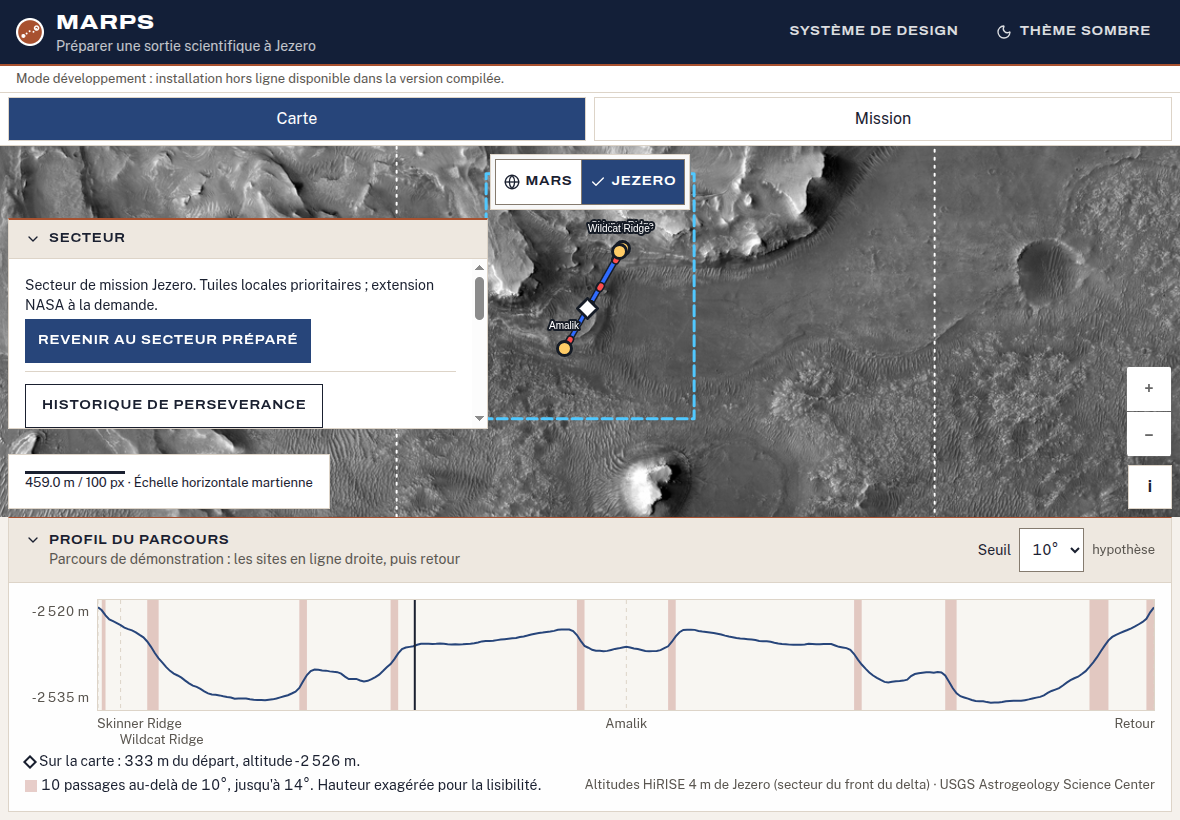 MARPS
Préparer une sortie scientifique à Jezero
SYSTÈME DE DESIGN
THÈME SOMBRE
Mode développement : installation hors ligne disponible dans la version compilée.
Carte
Mission
MARS
JEZERO
Wildcat Ridge
Amalik
SECTEUR
Secteur de mission Jezero. Tuiles locales prioritaires ; extension
NASA à la demande.
REVENIR AU SECTEUR PRÉPARÉ
HISTORIQUE DE PERSEVERANCE
+
−
i
459.0 m / 100 px · Échelle horizontale martienne
PROFIL DU PARCOURS
Parcours de démonstration : les sites en ligne droite, puis retour
Seuil
10°
hypothèse
-2 520 m
-2 535 m
Skinner Ridge
Wildcat Ridge
Amalik
Retour
Sur la carte : 333 m du départ, altitude -2 526 m.
10 passages au-delà de 10°, jusqu'à 14°. Hauteur exagérée pour la lisibilité.
Altitudes HiRISE 4 m de Jezero (secteur du front du delta) · USGS Astrogeology Science Center